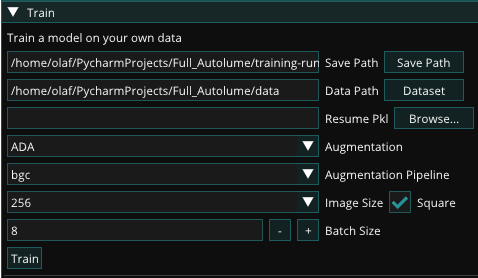 Train
Train a model on your own data
/home/olaf/PycharmProjects/Full_Autolume/training-run Save Path Save Path
/home/olaf/PycharmProjects/Full_Autolume/data Data Path Dataset
Resume Pkl Browse...
ADA Augmentation
bgc Augmentation Pipeline
256 Image Size Square
8 - + Batch Size
Train